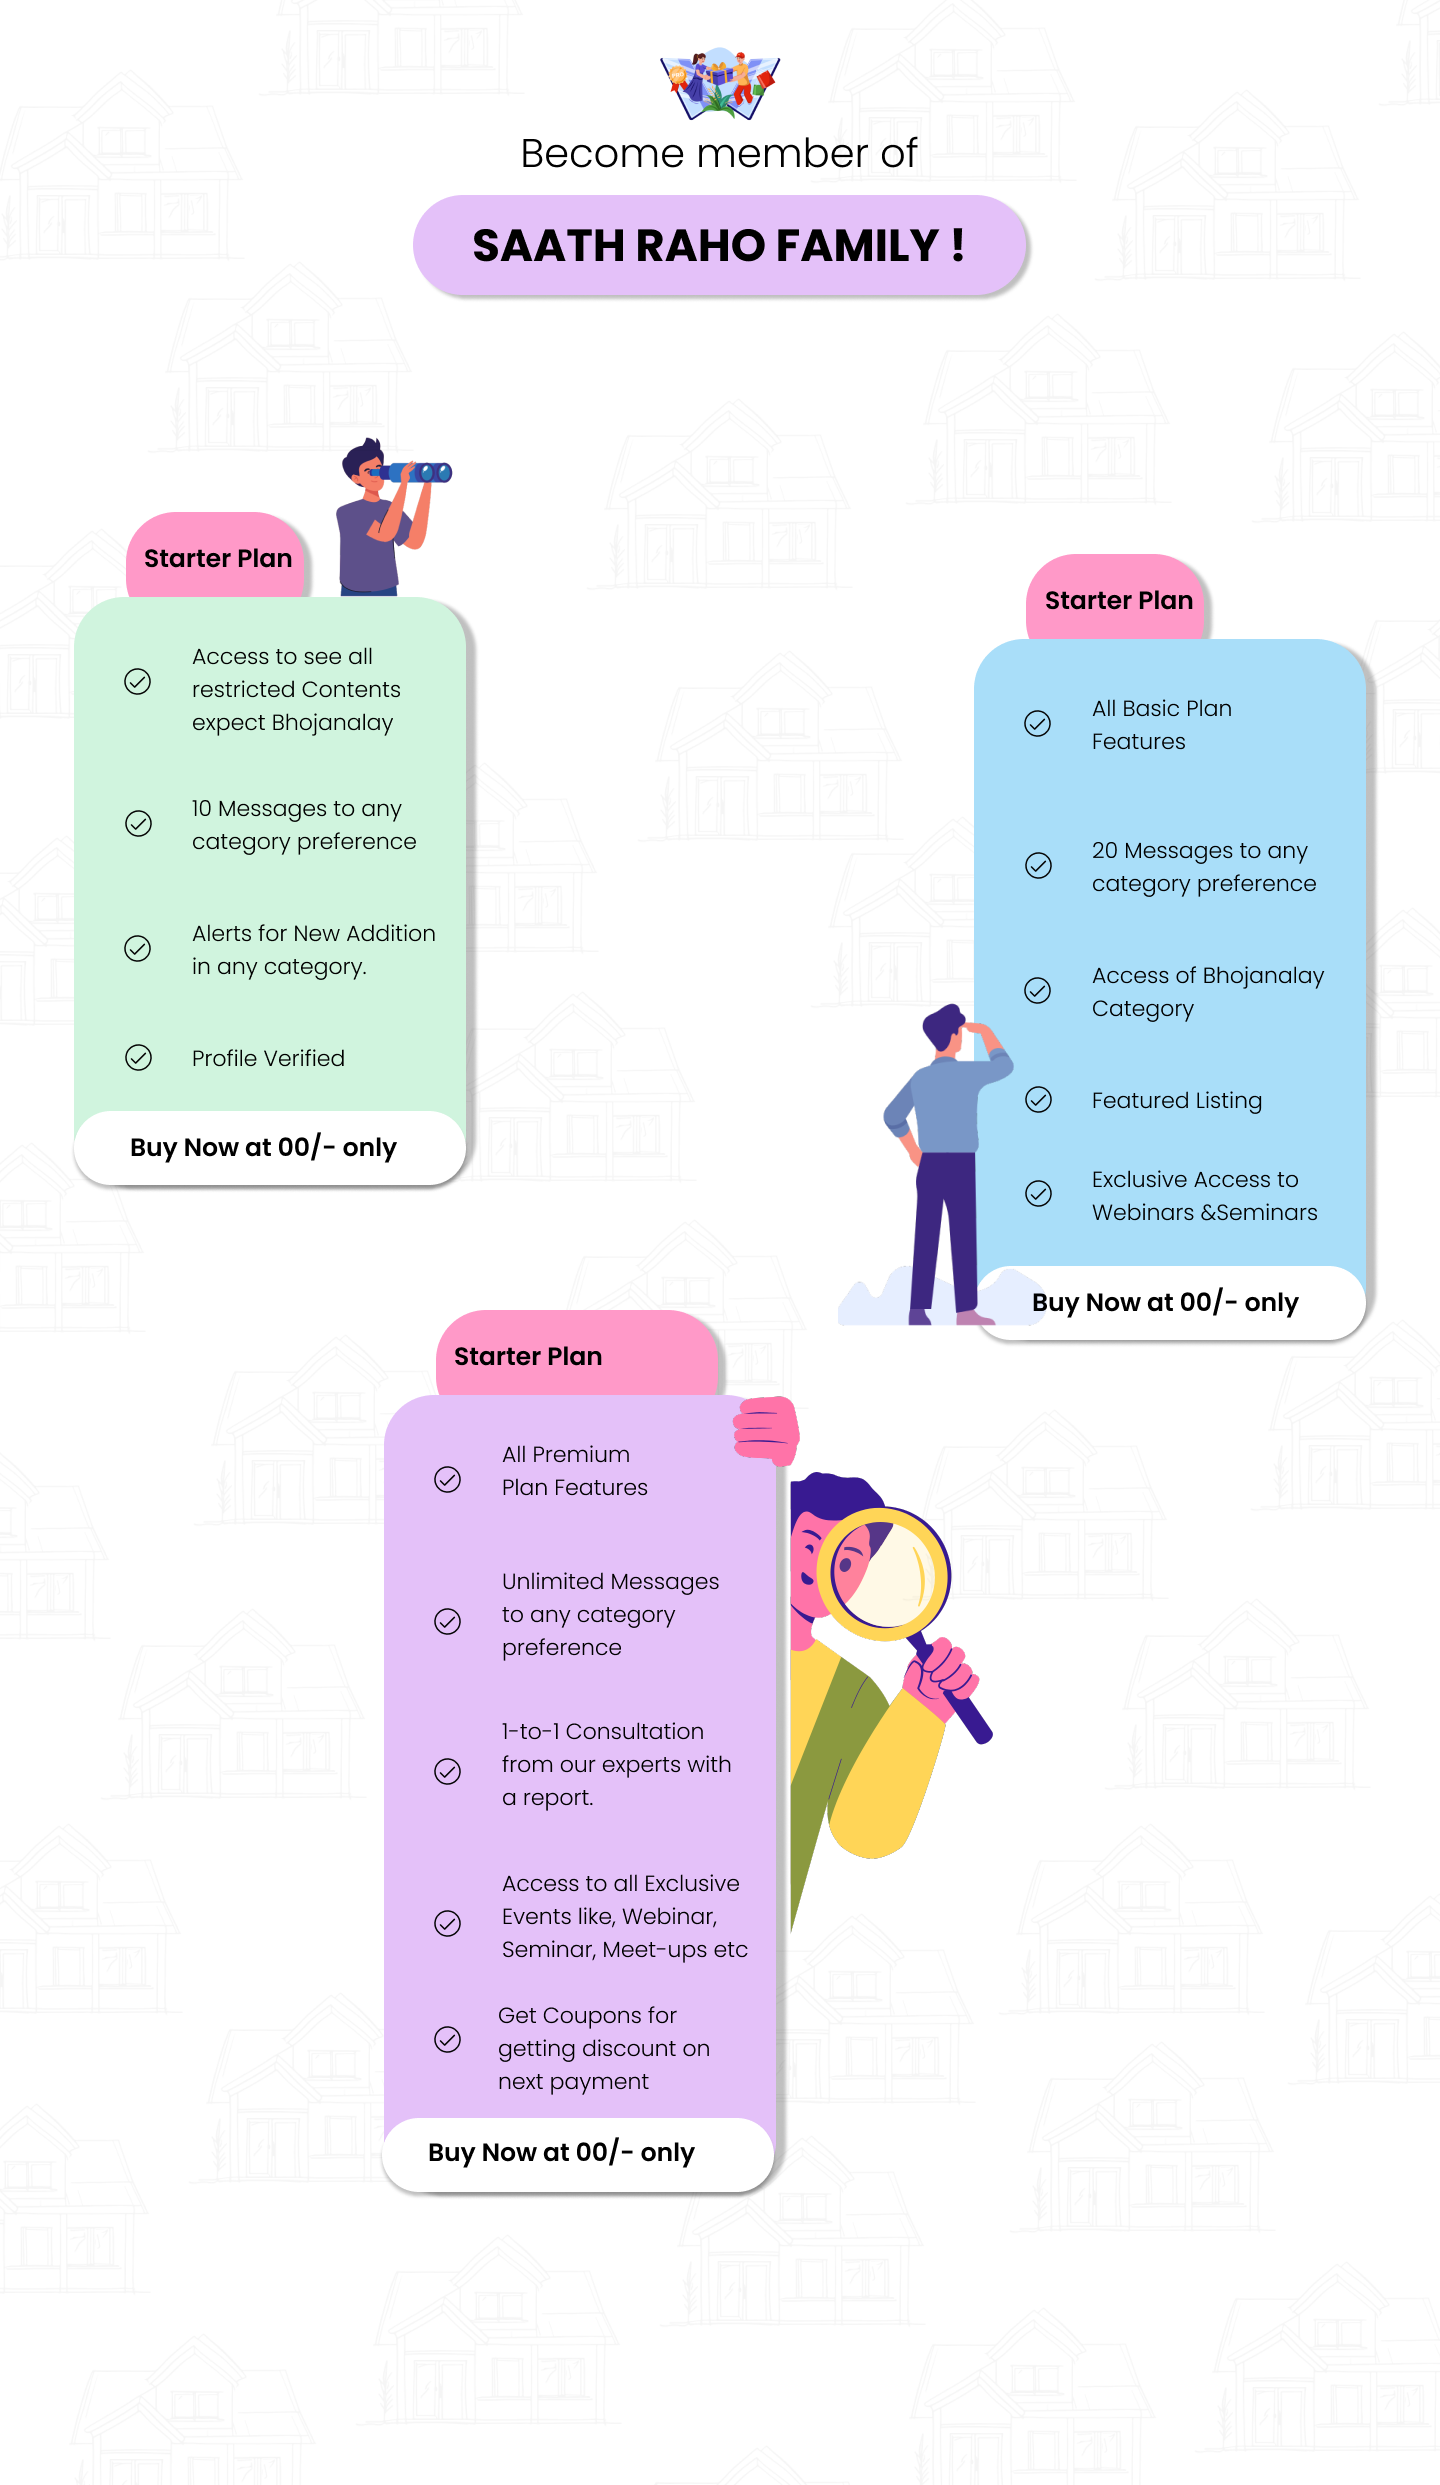 PRO
Become member of
SAATH RAHO FAMILY !
Starter Plan
Access to see all
restricted Contents
expect Bhojanalay
10 Messages to any
category preference
Alerts for New Addition
in any category.
Profile Verified
Buy Now at 00/- only
Starter Plan
All Basic Plan
Features
20 Messages to any
category preference
Access of Bhojanalay
Category
Featured Listing
Exclusive Access to
Webinars &Seminars
Buy Now at 00/- only
Starter Plan
All Premium
Plan Features
Unlimited Messages
to any category
preference
1-to-1 Consultation
from our experts with
a report.
Access to all Exclusive
Events like, Webinar,
Seminar, Meet-ups etc
Get Coupons for
getting discount on
next payment
Buy Now at 00/- only